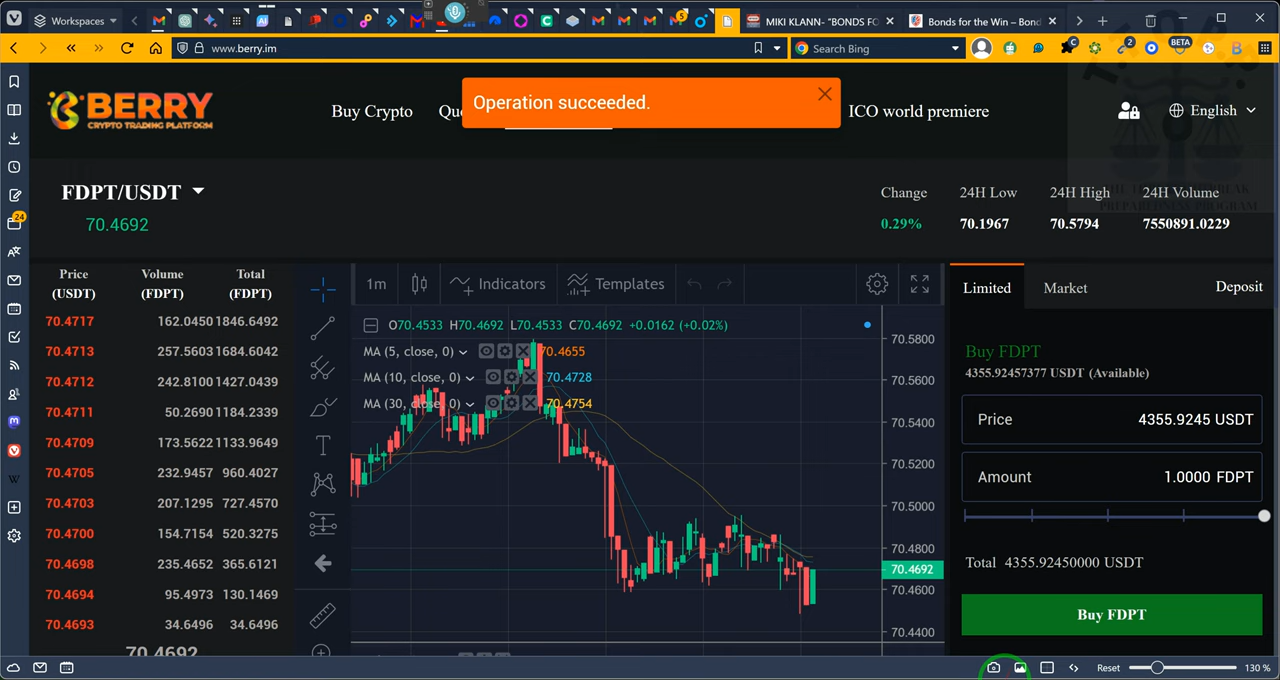 Workspaces
5
MIKI KLANN- "BONDS FO
Bonds for the Win – Bond
www.berry.im
Search Bing
C
2
BETA
B
BERRY
CRYPTO TRADING PLATFORM
Buy Crypto
Operation succeeded.
ICO world premiere
English
FDPT/USDT
70.4692
Change
24H Low
24H High
24H Volume
0.29%
70.1967
70.5794
7550891.0229
24
Price
(USDT)
Volume
(FDPT)
Total
(FDPT)
70.4717 162.0450 1846.6492
70.4713 257.5603 1684.6042
70.4712 242.8100 1427.0439
70.4711 50.2690 1184.2339
70.4709 173.5622 1133.9649
70.4705 232.9457 960.4027
70.4703 207.1295 727.4570
70.4700 154.7154 520.3275
70.4698 235.4652 365.6121
70.4694 95.4973 130.1469
70.4693 34.6496 34.6496
70.4692
1m
Indicators
Templates
O70.4533 H70.4692 L70.4533 C70.4692 +0.0162 (+0.02%)
MA (5, close, 0) 70.4655
MA (10, close, 0) 70.4728
MA (30, close, 0) 70.4754
70.5800
70.5600
70.5400
70.5200
70.5000
70.4800
70.4692
70.4600
70.4400
Limited
Market
Deposit
Buy FDPT
4355.92457377 USDT (Available)
Price 4355.9245 USDT
Amount 1.0000 FDPT
Total 4355.92450000 USDT
Buy FDPT
Reset
130 %